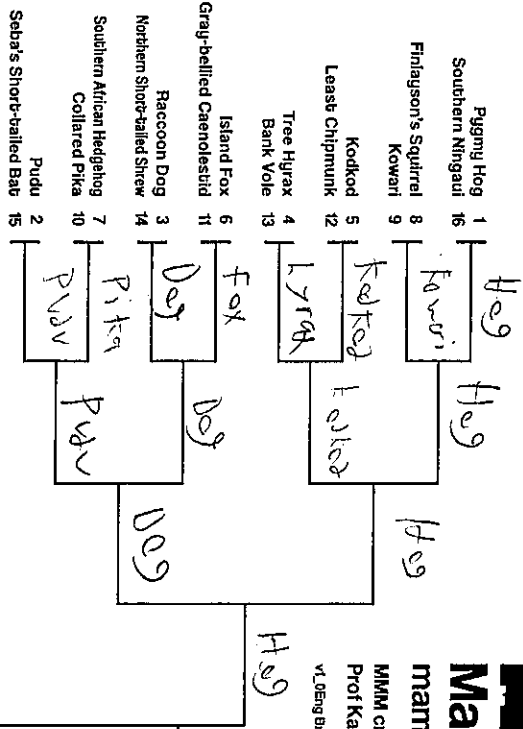 Pygmy Hog 1
Southern Ningaui 16
Finlayson's Squirrel 8
Kowari 9
Kodkod 5
Least Chipmunk 12
Tree Hyrax 4
Bank Vole 13
Island Fox 6
Gray-bellied Caenolestid 11
Raccoon Dog 3
Northern Short-tailed Shrew 14
Southern African Hedgehog 7
Collared Pika 10
Pudu 2
Seba's Short-tailed Bat 15
Hog
Kowari
Kodkod
Fox
Dog
Pika
Pudu
Hog
Kodkod
Dog
Pudu
Hog
Dog
Hog
Ma
mam
MMM c
Prof Ka